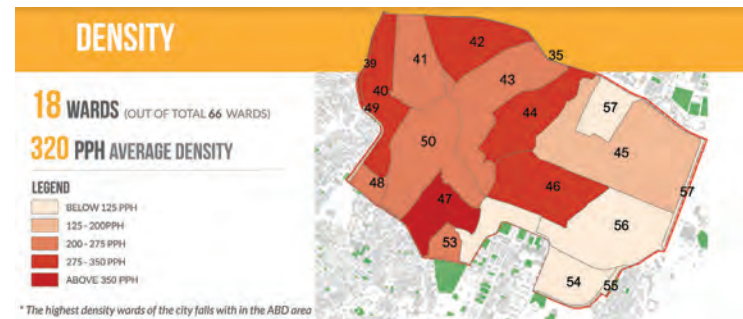 DENSITY
18 WARDS (OUT OF TOTAL 66 WARDS)
320 PPH AVERAGE DENSITY
LEGEND
BELOW 125 PPH
125 - 200PPH
200 - 275 PPH
275 - 350 PPH
ABOVE 350 PPH
* The highest density wards of the city falls with in the ABD area
42
35
41
39
43
40
57
49
44
50
45
48
46
57
47
56
53
54
55